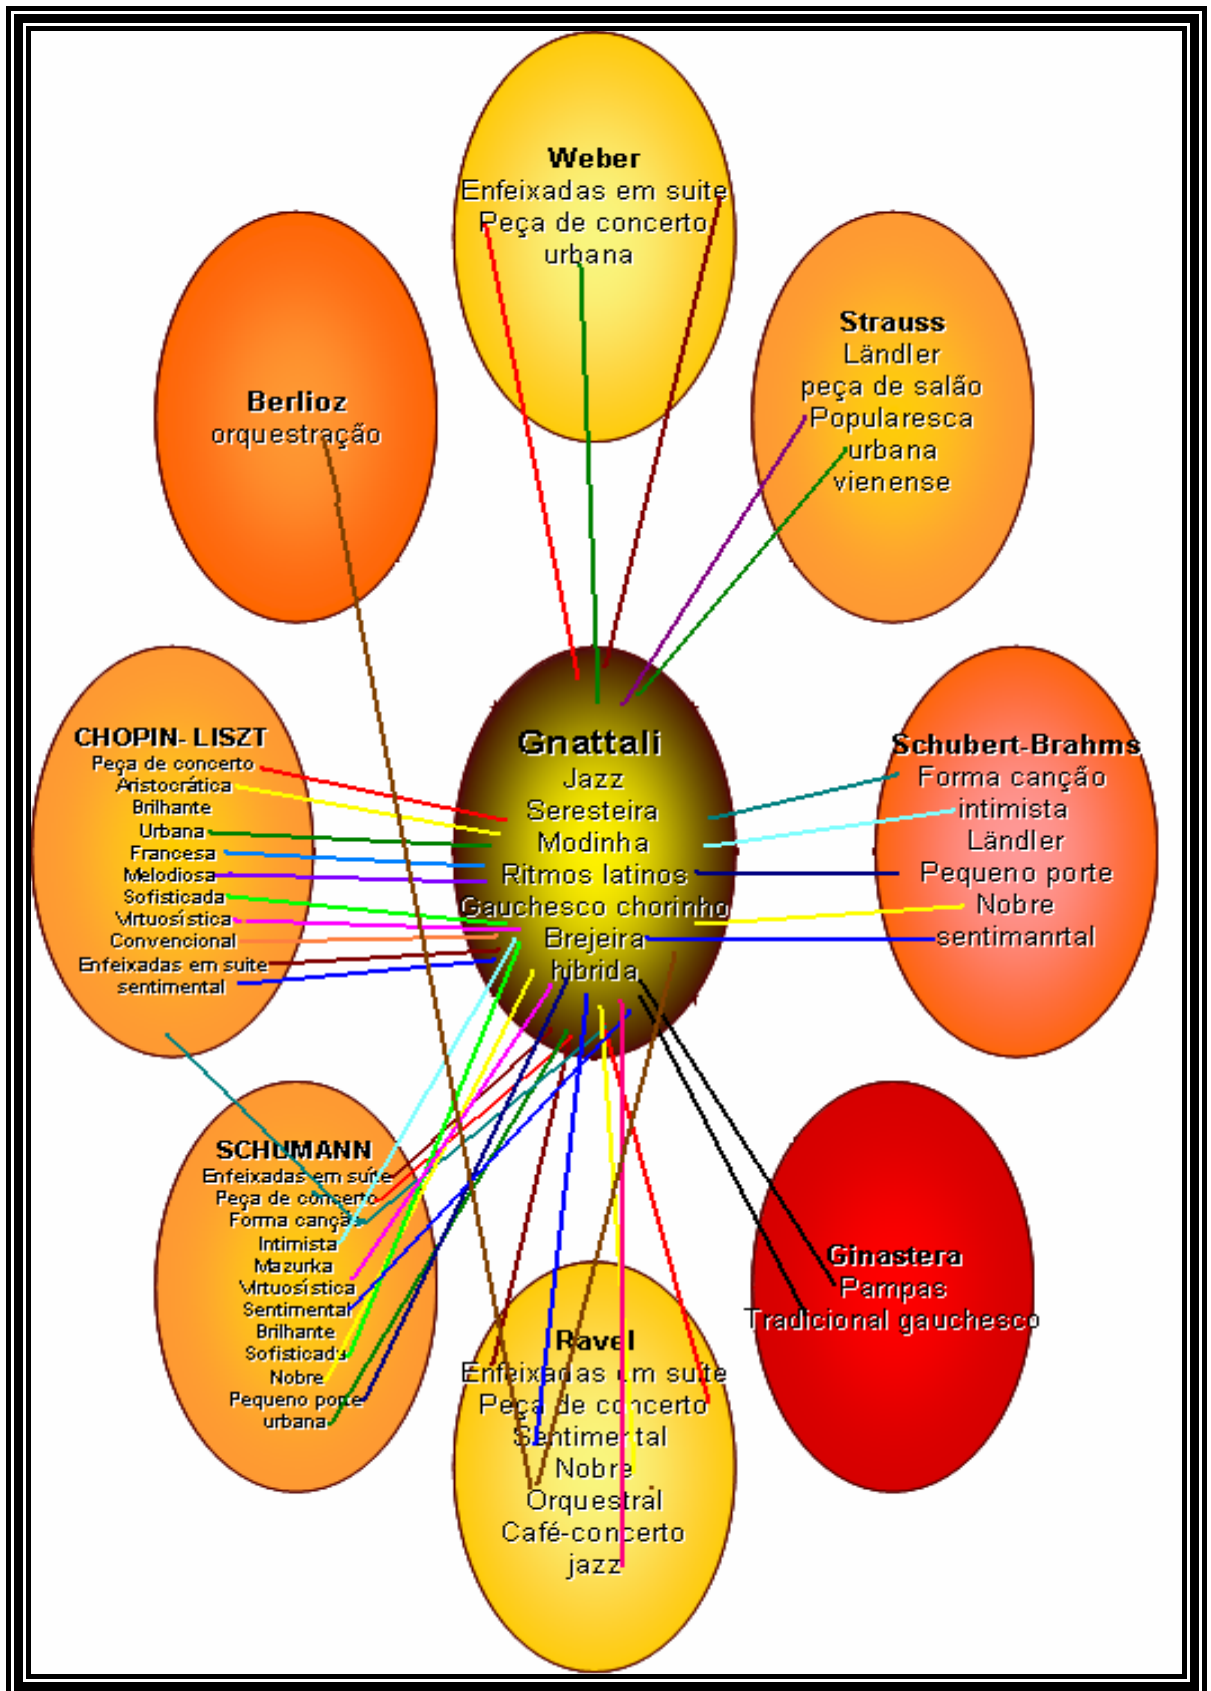 Weber
Enfeixadas em suite
Peça de concerto
urbana
Strauss
Ländler
peça de salão
Popularesca
urbana
vienense
Berlioz
orquestração
CHOPIN- LISZT
Peça de concerto
Aristocrática
Brilhante
Urbana
Francesa
Melodiosa
Sofisticada
Virtuosística
Convencional
Enfeixadas em suite
sentimental
Gnattali
Jazz
Seresteira
Modinha
Ritmos latinos
Gauchesco chorinho
Brejeira
hibrida
Schubert-Brahms
Forma canção
intimista
Ländler
Pequeno porte
Nobre
sentimanrtal
SCHUMANN
Enfeixadas em suíte
Peça de concerto
Forma canção
Intimista
Mazurka
Virtuosística
Sentimental
Brilhante
Sofisticada
Nobre
Pequeno porte
urbana
Ginastera
Pampas
Tradicional gauchesco
Ravel
Enfeixadas em suíte
Peça de concerto
Sentimental
Nobre
Orquestral
Café-concerto
jazz